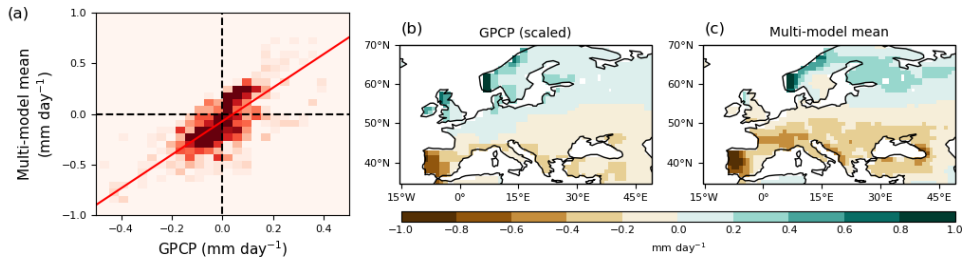 (a)
Multi-model mean
(mm day⁻¹)
1.0
0.5
0.0
−0.5
−1.0
−0.4
−0.2
0.0
0.2
0.4
GPCP (mm day⁻¹)
(b)
GPCP (scaled)
70°N
60°N
50°N
40°N
15°W
0°
15°E
30°E
45°E
(c)
Multi-model mean
70°N
60°N
50°N
40°N
15°W
0°
15°E
30°E
45°E
−1.0
−0.8
−0.6
−0.4
−0.2
0.0
0.2
0.4
0.6
0.8
1.0
mm day⁻¹